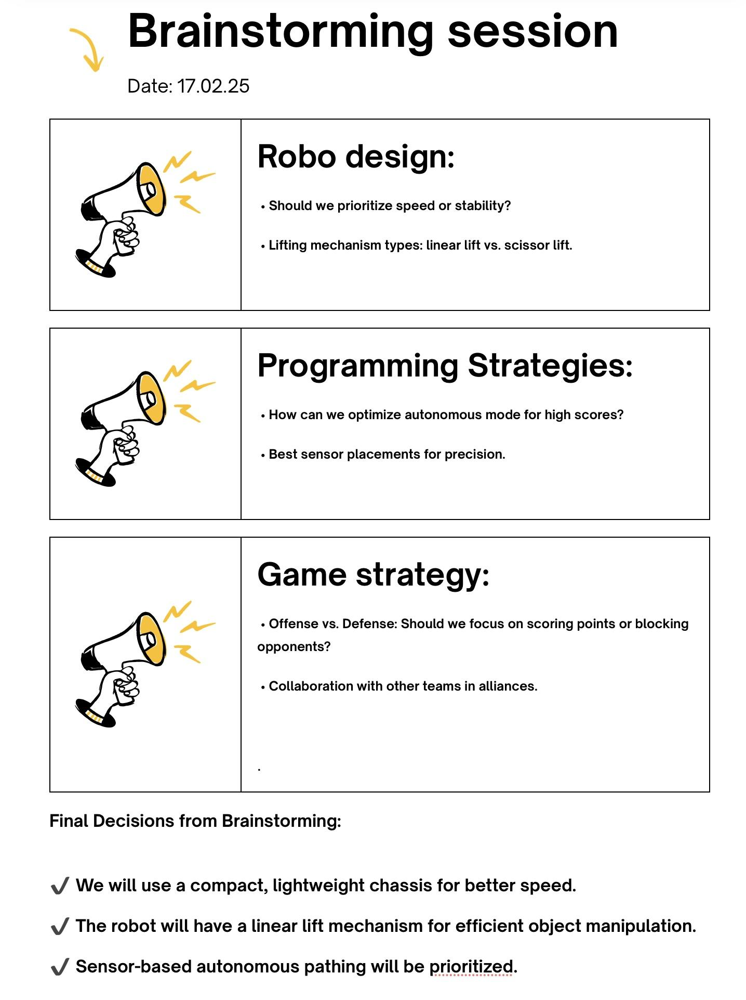 Brainstorming session
Date: 17.02.25
Robo design:
• Should we prioritize speed or stability?
• Lifting mechanism types: linear lift vs. scissor lift.
Programming Strategies:
• How can we optimize autonomous mode for high scores?
• Best sensor placements for precision.
Game strategy:
• Offense vs. Defense: Should we focus on scoring points or blocking
opponents?
• Collaboration with other teams in alliances.
.
Final Decisions from Brainstorming:
✔ We will use a compact, lightweight chassis for better speed.
✔ The robot will have a linear lift mechanism for efficient object manipulation.
✔ Sensor-based autonomous pathing will be prioritized.